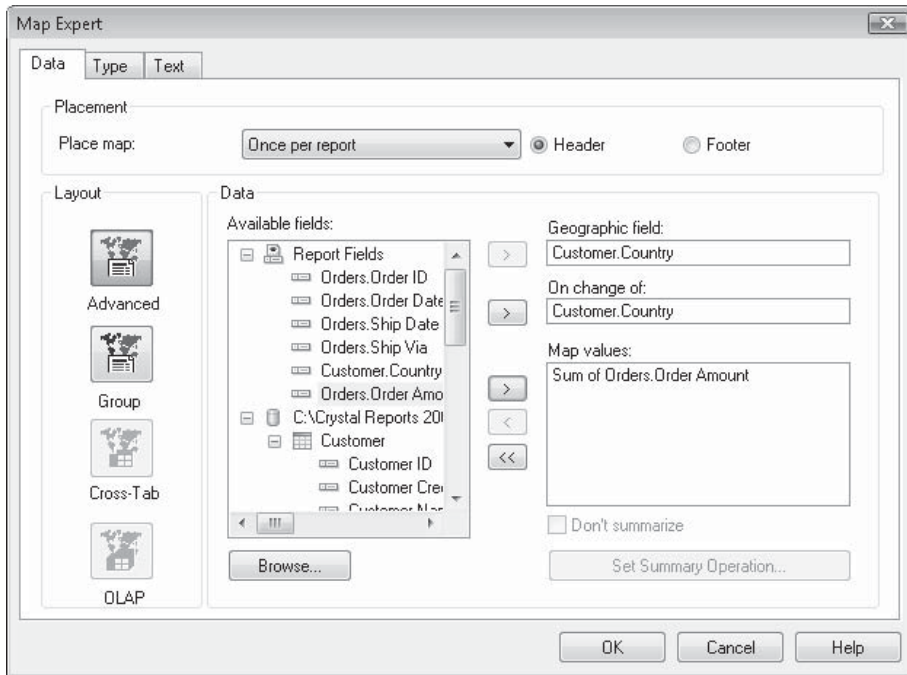 Map Expert
Data Type Text
Placement
Place map: Once per report Header Footer
Layout
Advanced
Group
Cross-Tab
OLAP
Data
Available fields:
Report Fields
Orders.Order ID
Orders.Order Date
Orders.Ship Date
Orders.Ship Via
Customer.Country
Orders.Order Amo
C:\Crystal Reports 200
Customer
Customer ID
Customer Cre
Customer Nar
Browse...
>
>
>
<
<<
Geographic field:
Customer.Country
On change of:
Customer.Country
Map values:
Sum of Orders.Order Amount
Don't summarize
Set Summary Operation...
OK Cancel Help